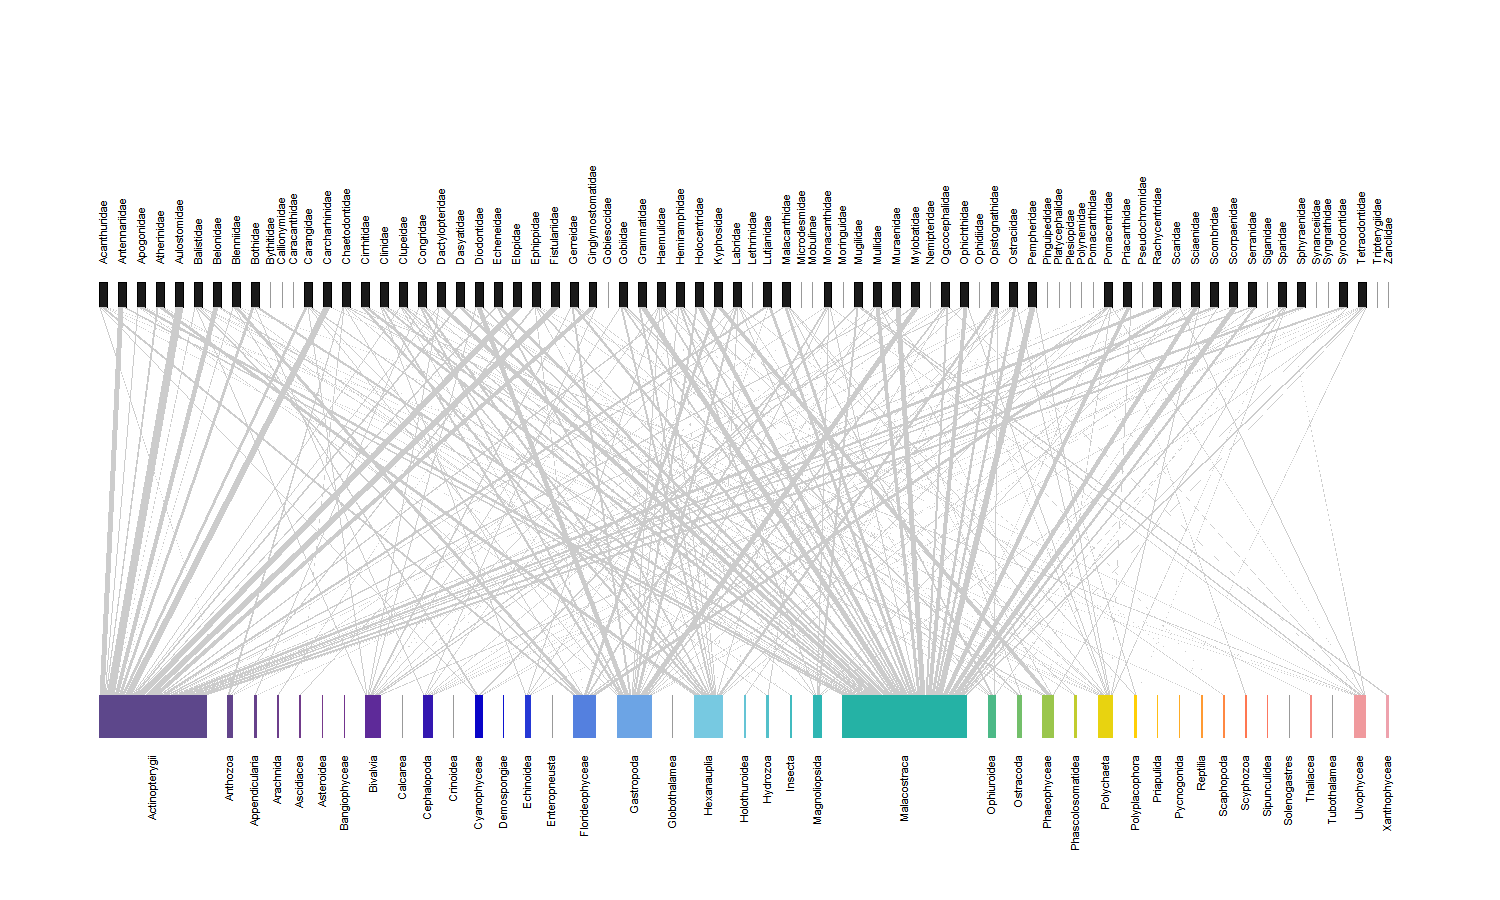 Acanthuridae
Antennariidae
Apogonidae
Atherinidae
Aulostomidae
Balistidae
Belonidae
Blenniidae
Bothidae
Bythitidae
Callionymidae
Caracanthidae
Carangidae
Carcharhinidae
Chaetodontidae
Cirrhitidae
Clinidae
Clupeidae
Congridae
Dactylopteridae
Dasyatidae
Diodontidae
Echeneidae
Elopidae
Ephippidae
Fistulariidae
Gerreidae
Ginglymostomatidae
Gobiesocidae
Gobiidae
Grammatidae
Haemulidae
Hemiramphidae
Holocentridae
Kyphosidae
Labridae
Lethrinidae
Lutjanidae
Malacanthidae
Microdesmidae
Mobulinae
Monacanthidae
Moringuidae
Mugilidae
Mullidae
Muraenidae
Mylobatidae
Nemipteridae
Ogcocephalidae
Ophichthidae
Ophidiidae
Opistognathidae
Ostraciidae
Pempheridae
Pinguipedidae
Platycephalidae
Plesiopidae
Polynemidae
Pomacanthidae
Pomacentridae
Priacanthidae
Pseudochromidae
Rachycentridae
Scaridae
Sciaenidae
Scombridae
Scorpaenidae
Serranidae
Siganidae
Sparidae
Sphyraenidae
Synanceiidae
Syngnathidae
Synodontidae
Tetraodontidae
Tripterygiidae
Zanclidae
Actinopterygii
Anthozoa
Appendicularia
Arachnida
Ascidiacea
Asteroidea
Bangiophyceae
Bivalvia
Calcarea
Cephalopoda
Crinoidea
Cyanophyceae
Demospongiae
Echinoidea
Enteropneusta
Florideophyceae
Gastropoda
Globothalamea
Hexanauplia
Holothuroidea
Hydrozoa
Insecta
Magnoliopsida
Malacostraca
Ophiuroidea
Ostracoda
Phaeophyceae
Phascolosomatidea
Polychaeta
Polyplacophora
Priapulida
Pycnogonida
Reptilia
Scaphopoda
Scyphozoa
Sipunculidea
Solenogastres
Thaliacea
Tubothalamea
Ulvophyceae
Xanthophyceae